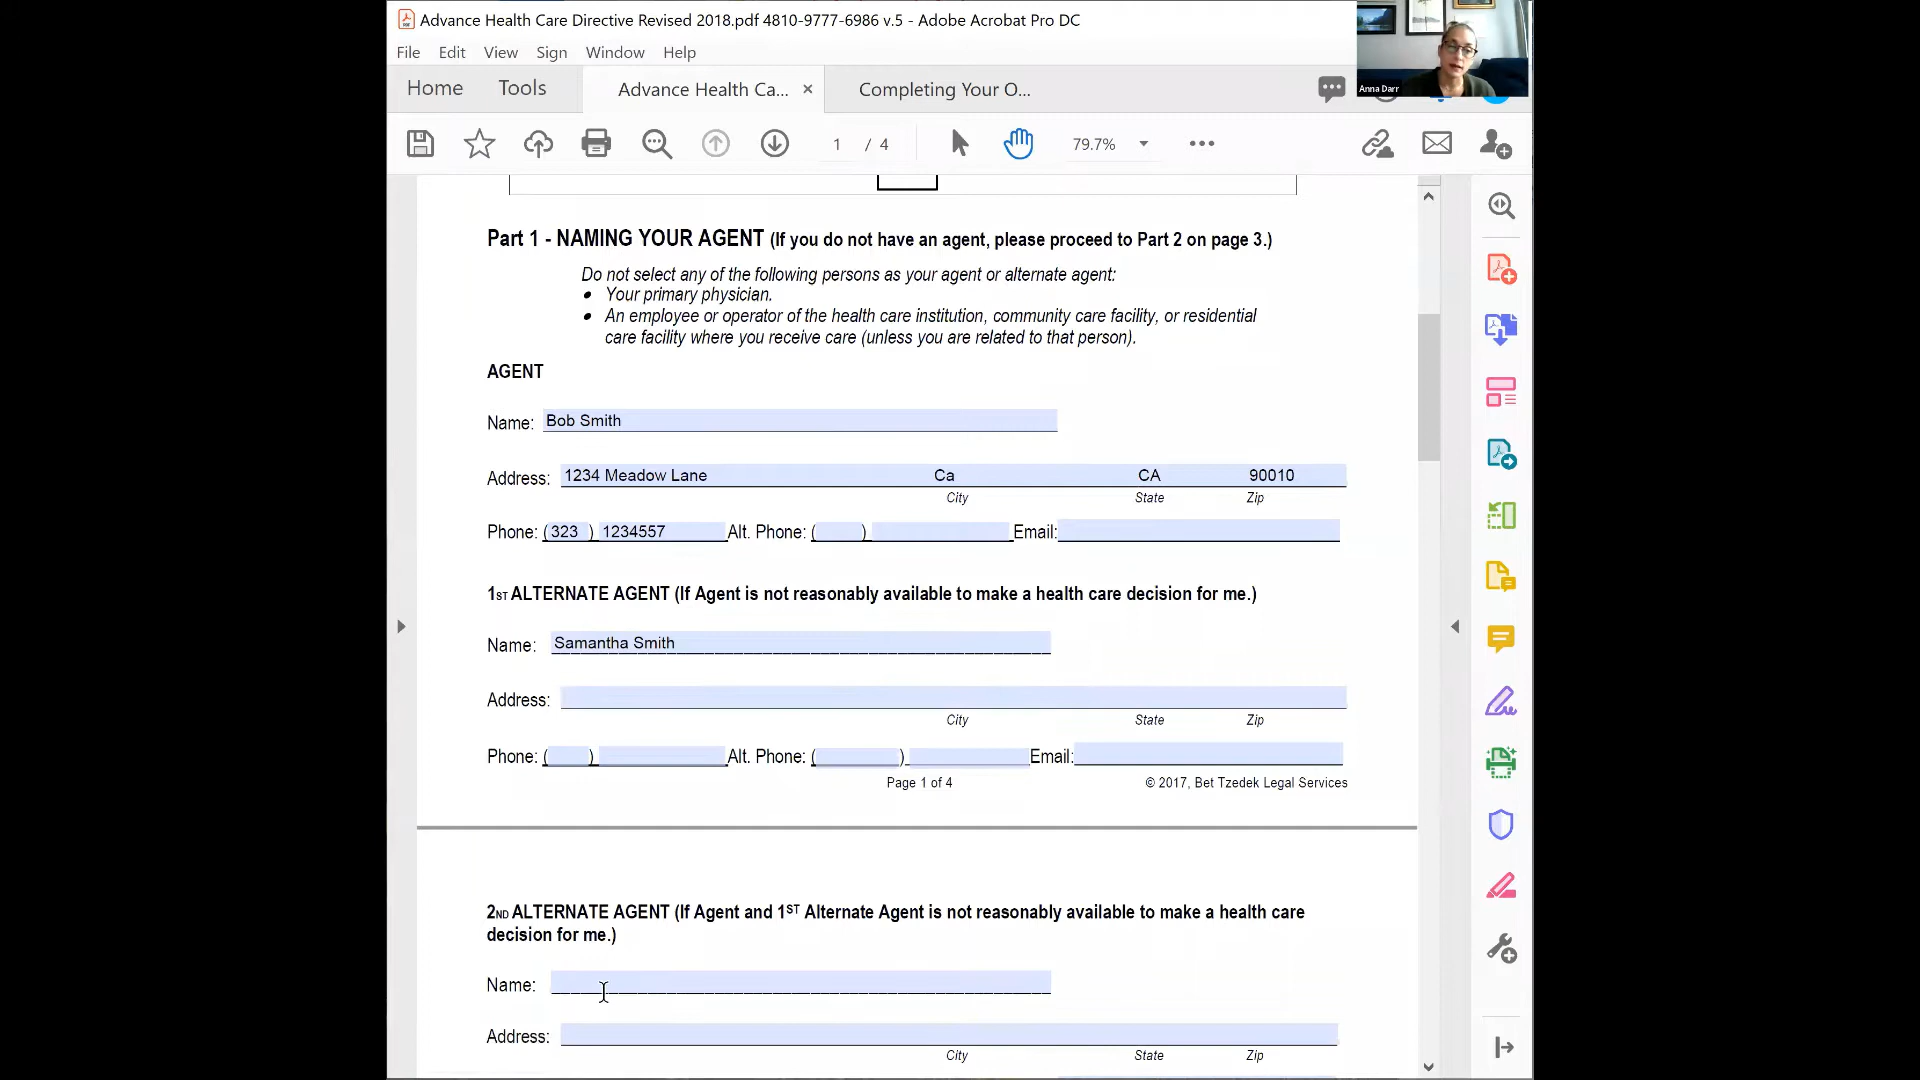 Advance Health Care Directive Revised 2018.pdf 4810-9777-6986 v.5 - Adobe Acrobat Pro DC
File Edit View Sign Window Help
Home Tools Advance Health Ca... × Completing Your O...
Anna Darr
1 / 4 79.7%
Part 1 - NAMING YOUR AGENT (If you do not have an agent, please proceed to Part 2 on page 3.)
Do not select any of the following persons as your agent or alternate agent:
• Your primary physician.
• An employee or operator of the health care institution, community care facility, or residential
care facility where you receive care (unless you are related to that person).
AGENT
Name: Bob Smith
Address: 1234 Meadow Lane Ca CA 90010
City State Zip
Phone: (323 ) 1234557 Alt. Phone: ( ) Email:
1ST ALTERNATE AGENT (If Agent is not reasonably available to make a health care decision for me.)
Name: Samantha Smith
Address:
City State Zip
Phone: ( ) Alt. Phone: ( ) Email:
Page 1 of 4 © 2017, Bet Tzedek Legal Services
2ND ALTERNATE AGENT (If Agent and 1ST Alternate Agent is not reasonably available to make a health care
decision for me.)
Name:
Address:
City State Zip